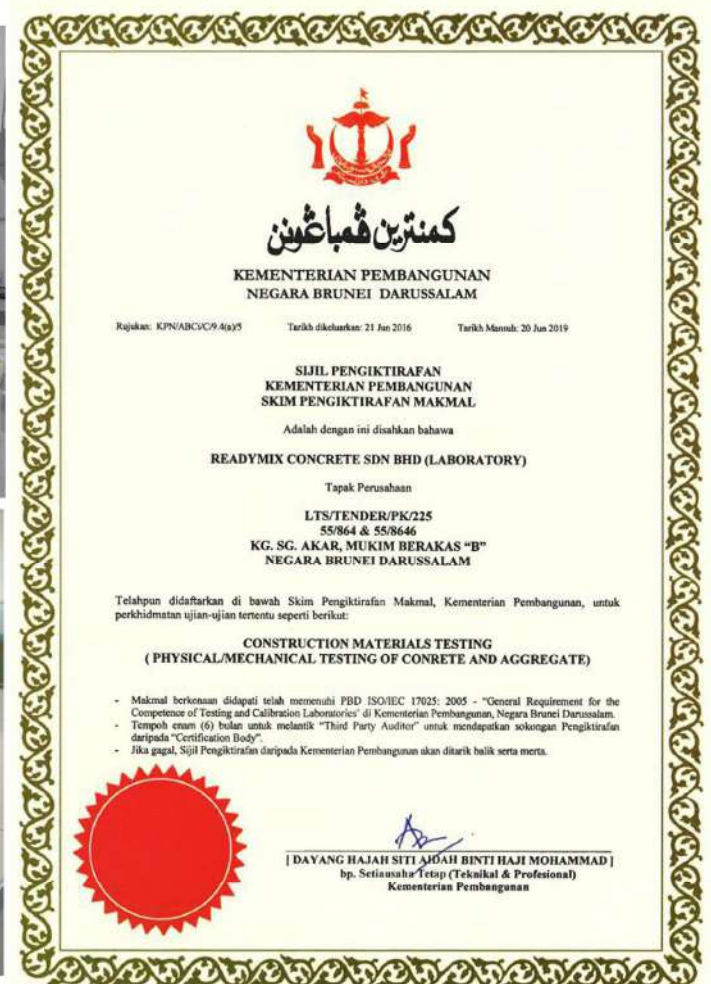 كمنترين ڤمباڠونن
KEMENTERIAN PEMBANGUNAN
NEGARA BRUNEI DARUSSALAM
Rujukan: KPN/ABCi/C/9.4(a)/5 Tarikh dikeluarkan: 21 Jun 2016 Tarikh Mansuh: 20 Jun 2019
SIJIL PENGIKTIRAFAN
KEMENTERIAN PEMBANGUNAN
SKIM PENGIKTIRAFAN MAKMAL
Adalah dengan ini disahkan bahawa
READYMIX CONCRETE SDN BHD (LABORATORY)
Tapak Perusahaan
LTS/TENDER/PK/225
55/864 & 55/8646
KG. SG. AKAR, MUKIM BERAKAS “B”
NEGARA BRUNEI DARUSSALAM
Telahpun didaftarkan di bawah Skim Pengiktirafan Makmal, Kementerian Pembangunan, untuk
perkhidmatan ujian-ujian tertentu seperti berikut:
CONSTRUCTION MATERIALS TESTING
( PHYSICAL/MECHANICAL TESTING OF CONRETE AND AGGREGATE)
- Makmal berkenaan didapati telah memenuhi PBD ISO/IEC 17025: 2005 - “General Requirement for the
Competence of Testing and Calibration Laboratories’ di Kementerian Pembangunan, Negara Brunei Darussalam.
- Tempoh enam (6) bulan untuk melantik “Third Party Auditor” untuk mendapatkan sokongan Pengiktirafan
daripada “Certification Body”.
- Jika gagal, Sijil Pengiktirafan daripada Kementerian Pembangunan akan ditarik balik serta merta.
[ DAYANG HAJAH SITI AIDAH BINTI HAJI MOHAMMAD ]
bp. Setiausaha Tetap (Teknikal & Profesional)
Kementerian Pembangunan